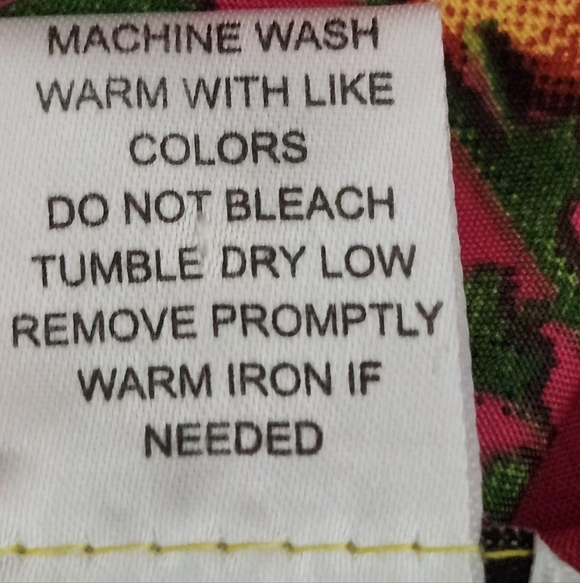 MACHINE WASH
WARM WITH LIKE
COLORS
DO NOT BLEACH
TUMBLE DRY LOW
REMOVE PROMPTLY
WARM IRON IF
NEEDED